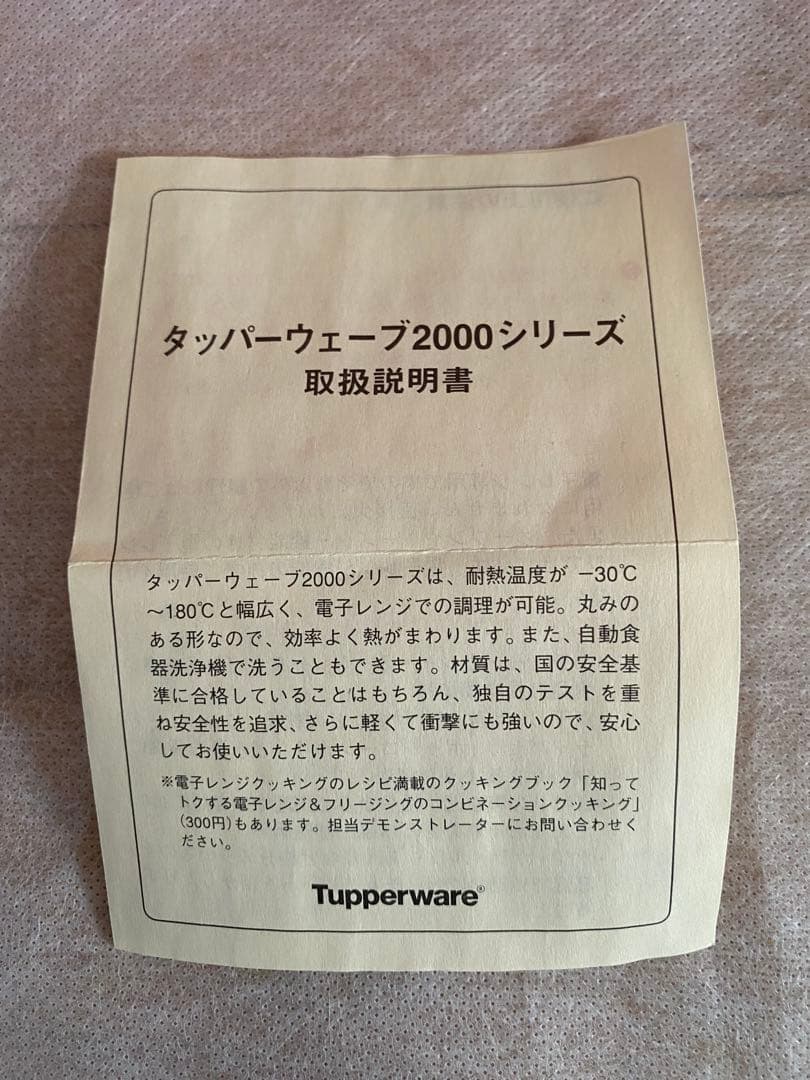 タッパーウェーブ2000シリーズ
取扱説明書
タッパーウェーブ2000シリーズは、耐熱温度が −30℃
〜180℃と幅広く、電子レンジでの調理が可能。丸みの
ある形なので、効率よく熱がまわります。また、自動食
器洗浄機で洗うこともできます。材質は、国の安全基
準に合格していることはもちろん、独自のテストを重
ね安全性を追求、さらに軽くて衝撃にも強いので、安心
してお使いいただけます。
※電子レンジクッキングのレシピ満載のクッキングブック「知って
トクする電子レンジ&フリージングのコンビネーションクッキング」
(300円)もあります。担当デモンストレーターにお問い合わせく
ださい。
Tupperware®